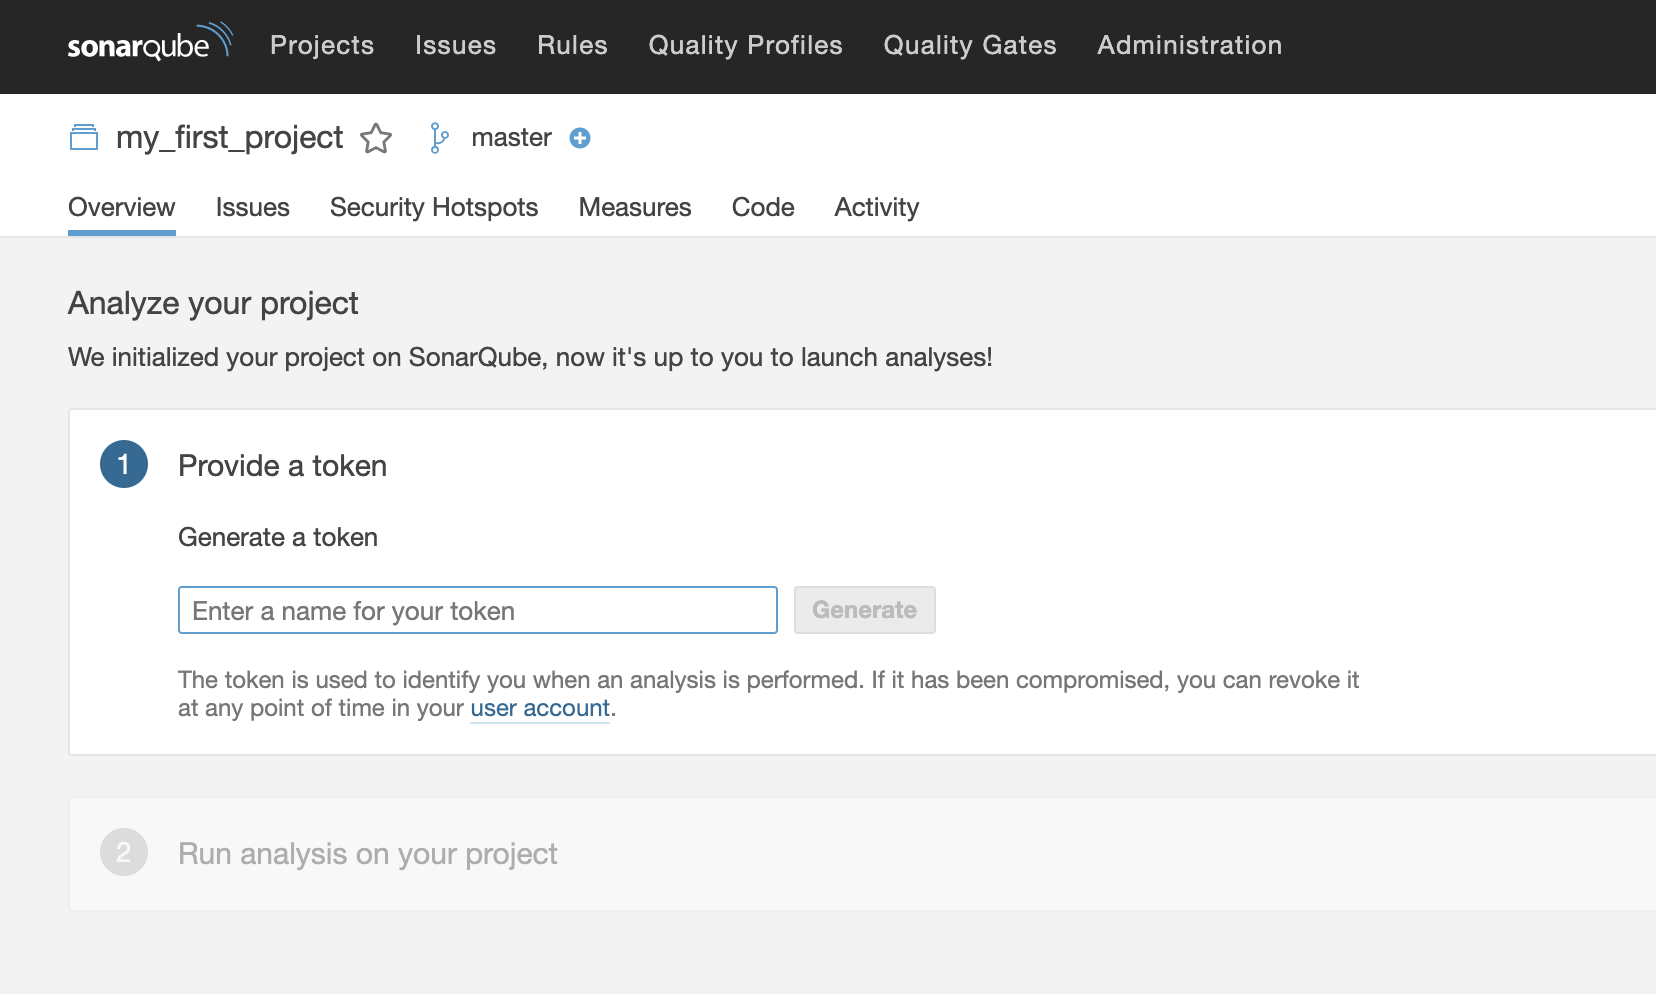 sonarqube Projects Issues Rules Quality Profiles Quality Gates Administration
my_first_project master
Overview Issues Security Hotspots Measures Code Activity
Analyze your project
We initialized your project on SonarQube, now it's up to you to launch analyses!
1 Provide a token
Generate a token
Enter a name for your token Generate
The token is used to identify you when an analysis is performed. If it has been compromised, you can revoke it
at any point of time in your user account.
2 Run analysis on your project